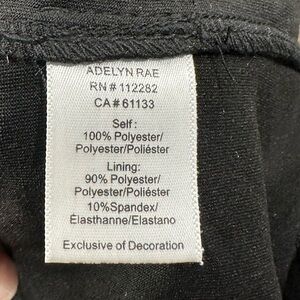 ADELYN RAE
RN # 112282
CA # 61133
Self :
100% Polyester/
Polyester/Poliéster
Lining:
90% Polyester/
Polyester/Poliéster
10%Spandex/
Élasthanne/Elastano
Exclusive of Decoration